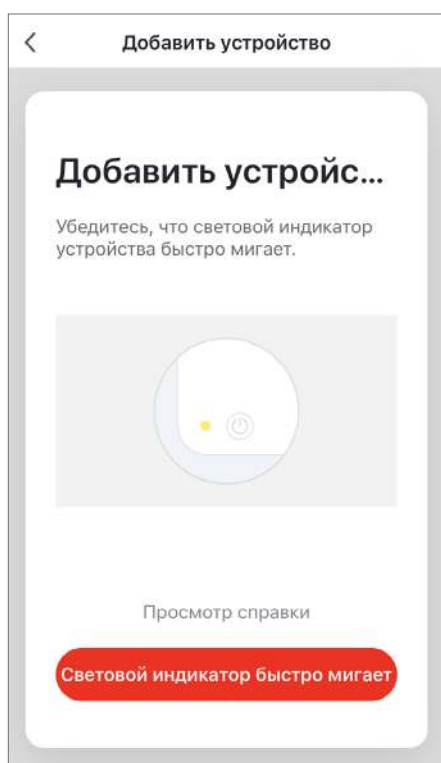 Добавить устройство
Добавить устройс...
Убедитесь, что световой индикатор
устройства быстро мигает.
Просмотр справки
Световой индикатор быстро мигает